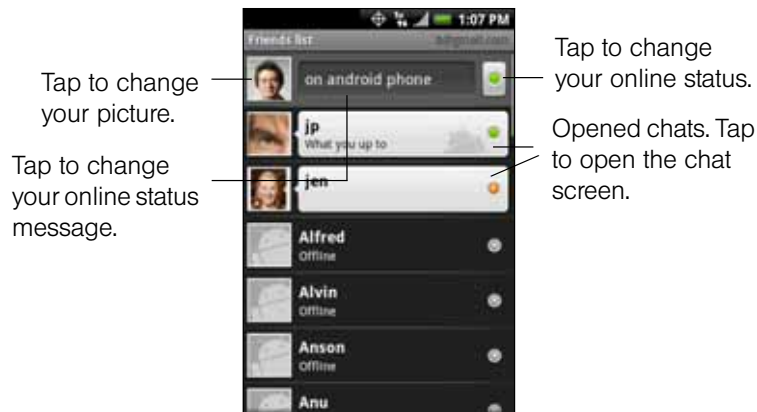 1:07 PM
Friends list
Tap to change
your picture.
on android phone
Tap to change
your online status.
jp
What you up to
Opened chats. Tap
to open the chat
screen.
Tap to change
your online status
message.
jen
Alfred
Offline
Alvin
Offline
Anson
Offline
Anu